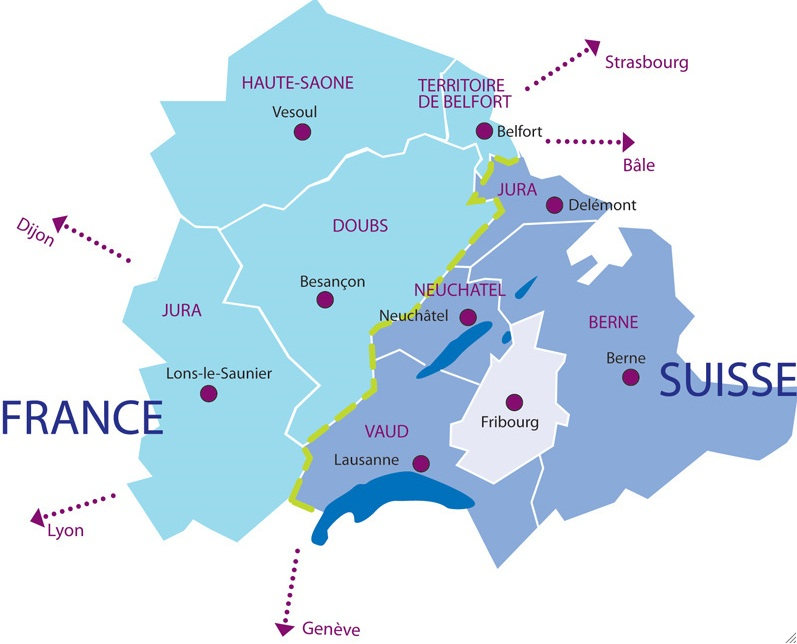 Strasbourg
HAUTE-SAONE
TERRITOIRE
DE BELFORT
Vesoul
Belfort
Bâle
JURA
Delémont
Dijon
DOUBS
Besançon
NEUCHATEL
JURA
Neuchâtel
BERNE
Berne
Lons-le-Saunier
SUISSE
FRANCE
Fribourg
VAUD
Lausanne
Lyon
Genève